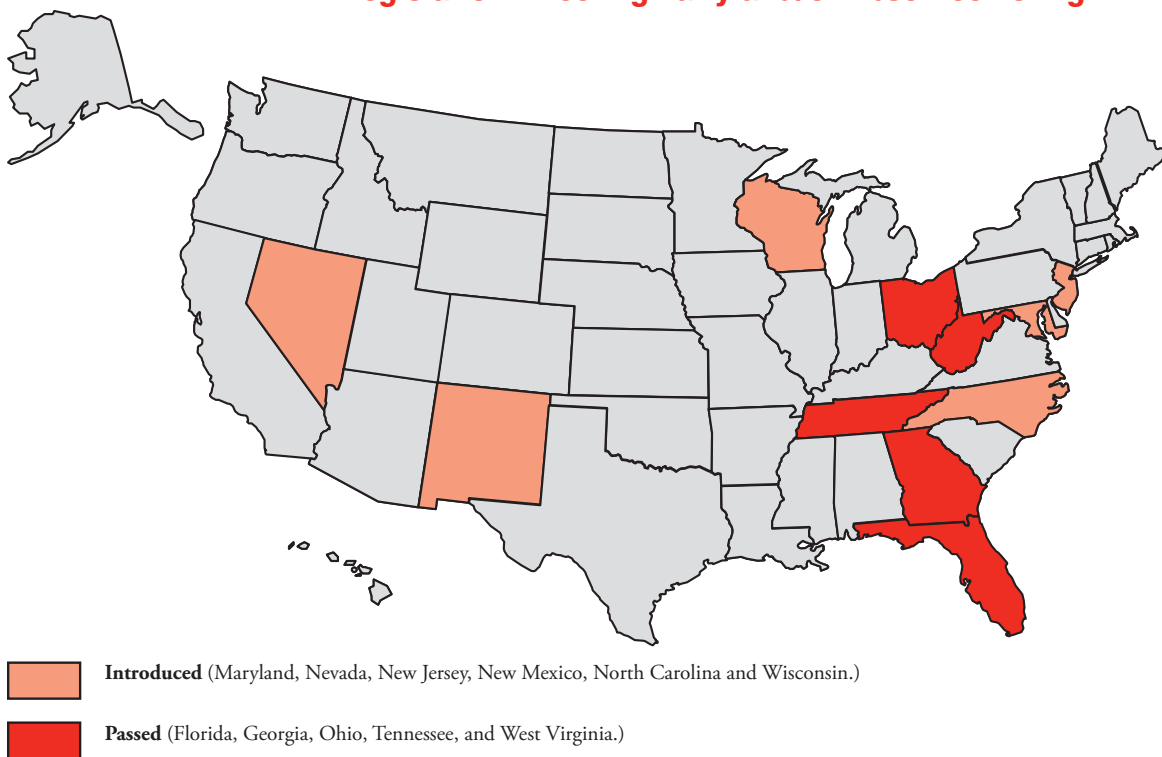 Introduced (Maryland, Nevada, New Jersey, New Mexico, North Carolina and Wisconsin.)
Passed (Florida, Georgia, Ohio, Tennessee, and West Virginia.)